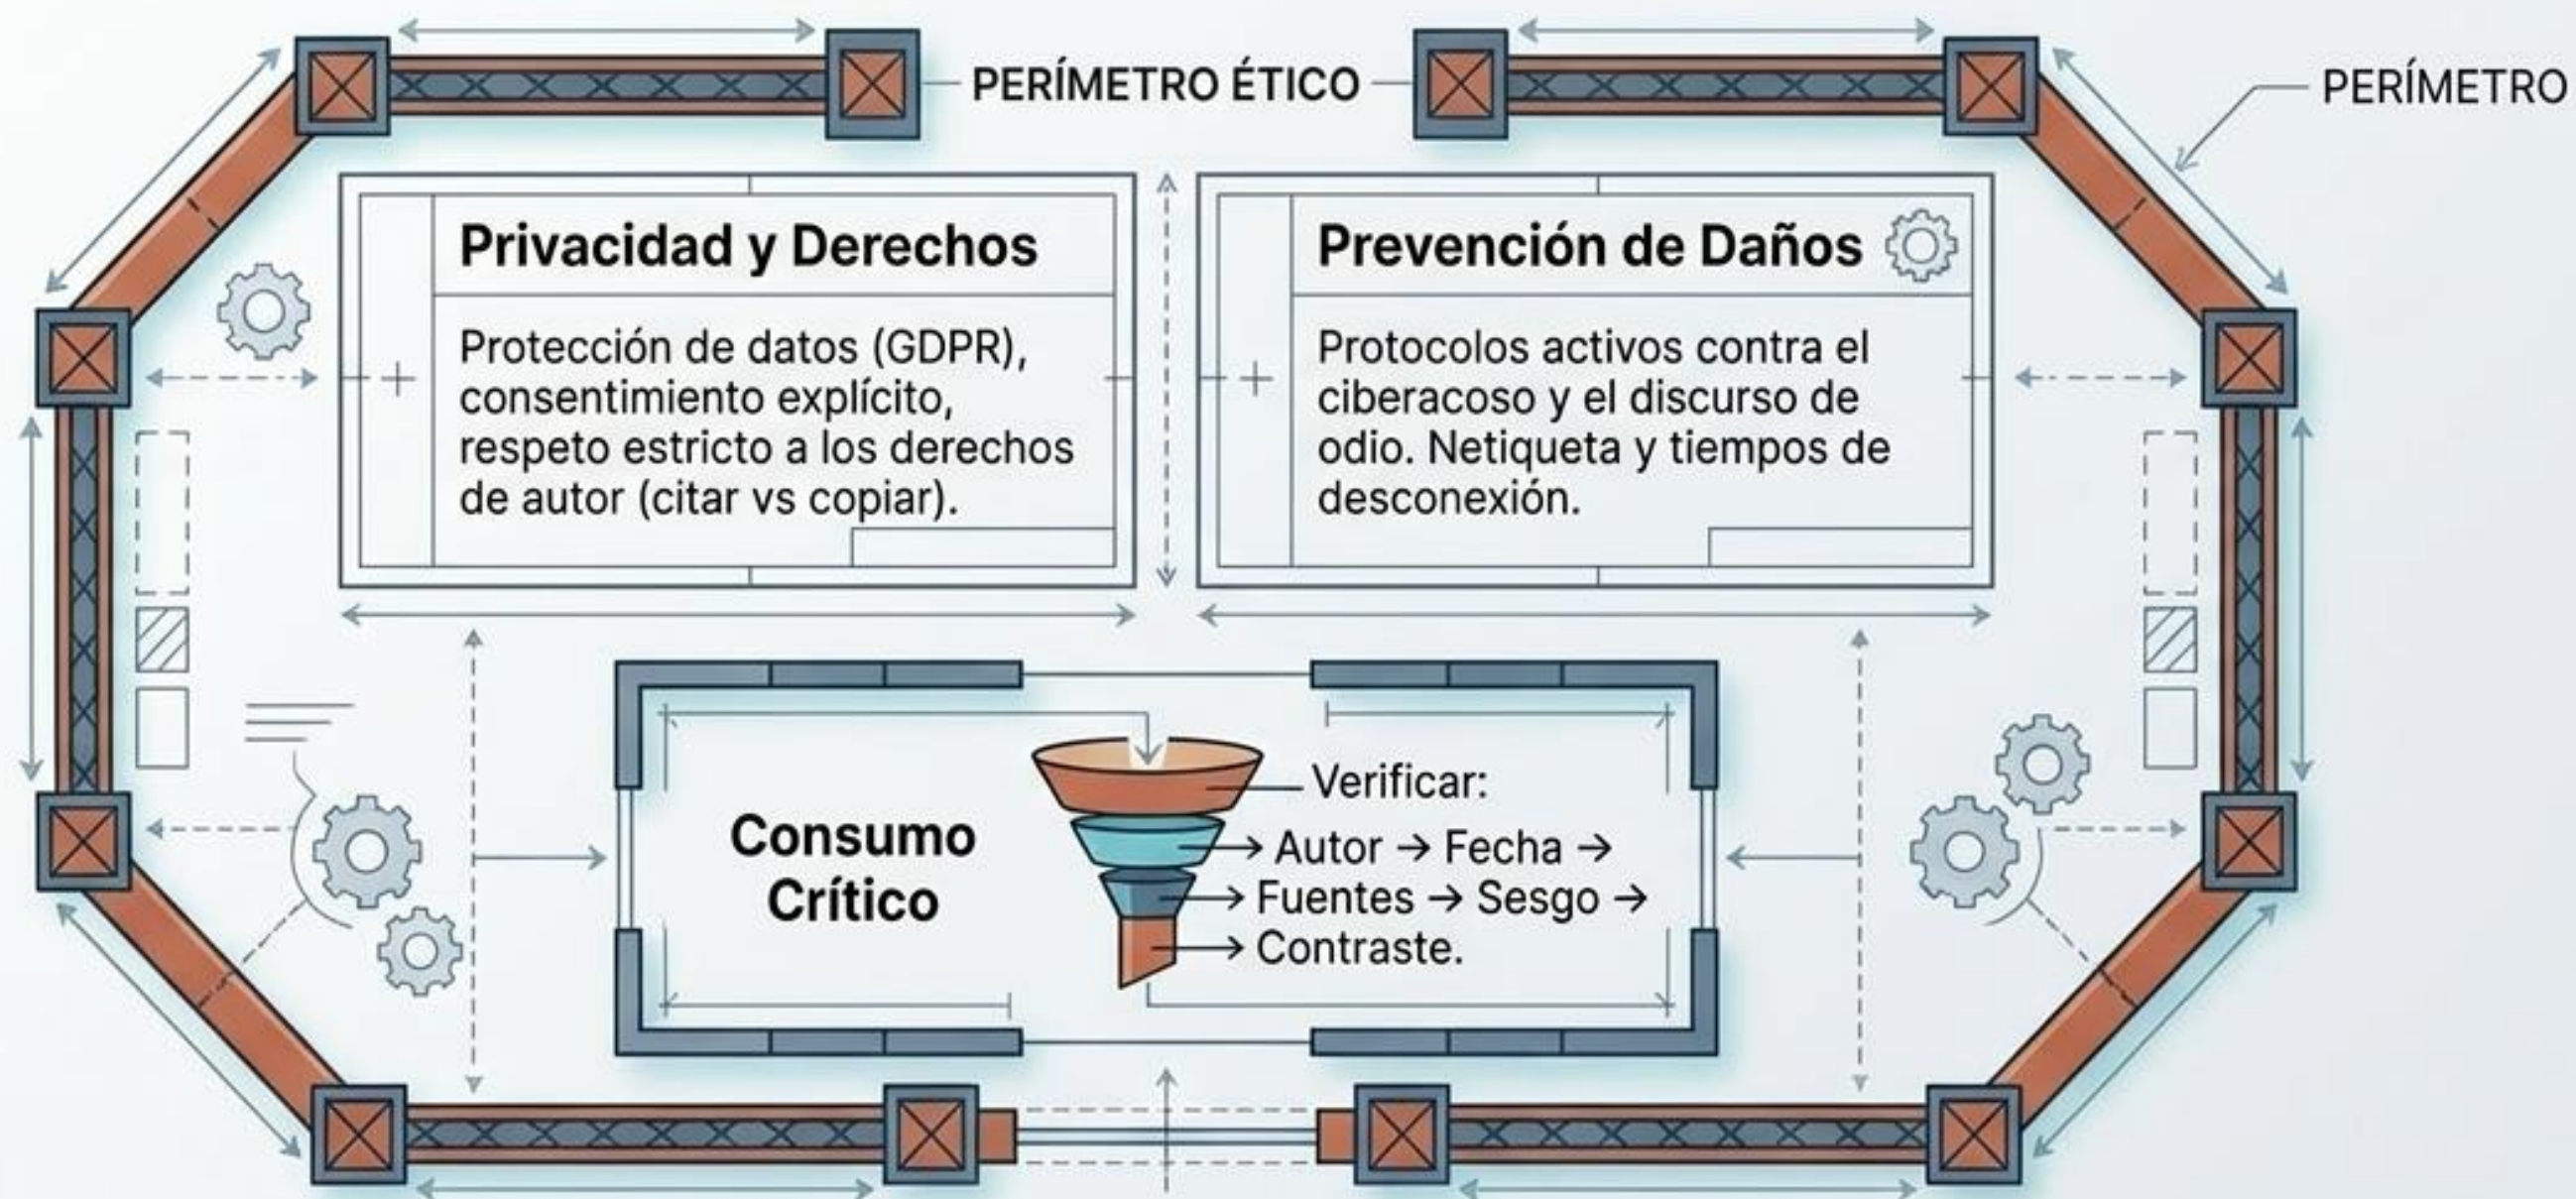 PERÍMETRO ÉTICO
PERÍMETRO
Privacidad y Derechos
Protección de datos (GDPR),
consentimiento explícito,
respeto estricto a los derechos
de autor (citar vs copiar).
Prevención de Daños
Protocolos activos contra el
ciberacoso y el discurso de
odio. Netiqueta y tiempos de
desconexión.
Consumo
Crítico
Verificar:
→ Autor → Fecha →
→ Fuentes → Sesgo →
→ Contraste.